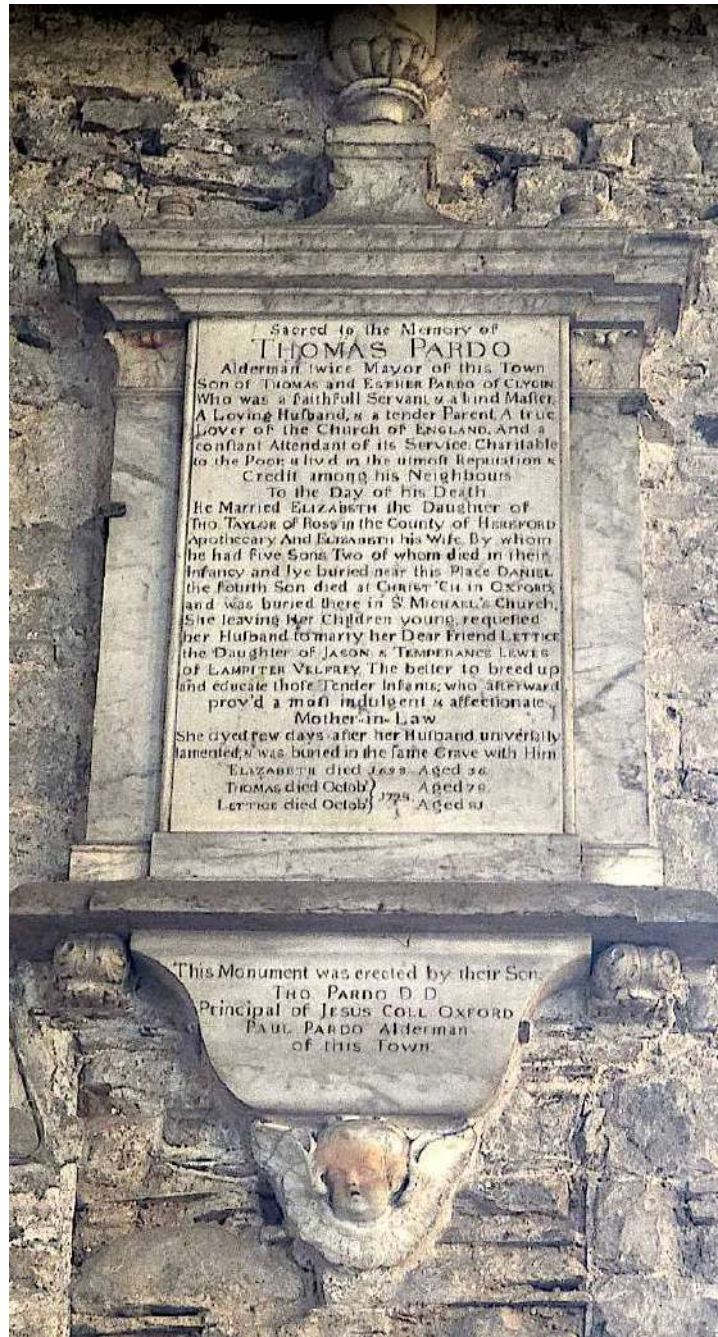 Sacred to the Memory of
THOMAS PARDO
Alderman twice Mayor of this Town
Son of THOMAS and ESTHER PARDO of CLYGIN
Who was a faithfull Servant, & a kind Maſter,
A Loving Huſband, & a tender Parent, A true
Lover of the Church of ENGLAND, And a
conſtant Attendant of its Service, Charitable
to the Poor, & liv'd in the utmoſt Reputation &
Credit among his Neighbours
To the Day of his Death
He Married ELIZABETH the Daughter of
THO. TAYLOR of Ross in the County of HEREFORD
Apothecary And ELISABETH his Wife, By whom
he had Five Sons, Two of whom died in their
Infancy and lye buried near this Place DANIEL
the fourth Son died at CHRIST CH in OXFORD,
and was buried there in St MICHAEL'S Church,
She leaving Her Children young, requeſted
her Huſband to marry her Dear Friend LETTICE
the Daughter of JASON & TEMPERANCE LEWES
of LAMPITER VELFREY, The better to breed up
and educate thoſe Tender Infants; who afterward
prov'd a moſt indulgent & affectionate
Mother-in-Law
She dyed few days after her Huſband univerſally
lamented, & was buried in the ſame Grave with Him
ELIZABETH died 1698 Aged 36
THOMAS died Octobr } Aged 78
LETTICE died Octobr } Aged 81
This Monument was erected by their Son,
THO PARDO D D
Principal of JESUS COLL OXFORD
PAUL PARDO Alderman
of this Town.